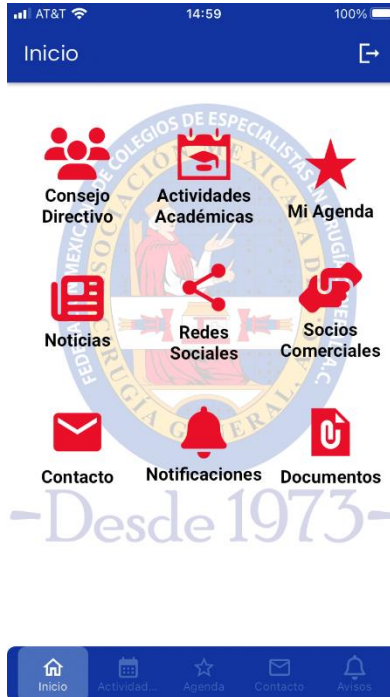 AT&T 14:59 100%
Inicio
Consejo
Directivo
Actividades
Académicas
Mi Agenda
Noticias
Redes
Sociales
Socios
Comerciales
Contacto
Notificaciones
Documentos
-Desde 1973-
Inicio
Actividad...
Agenda
Contacto
Avisos